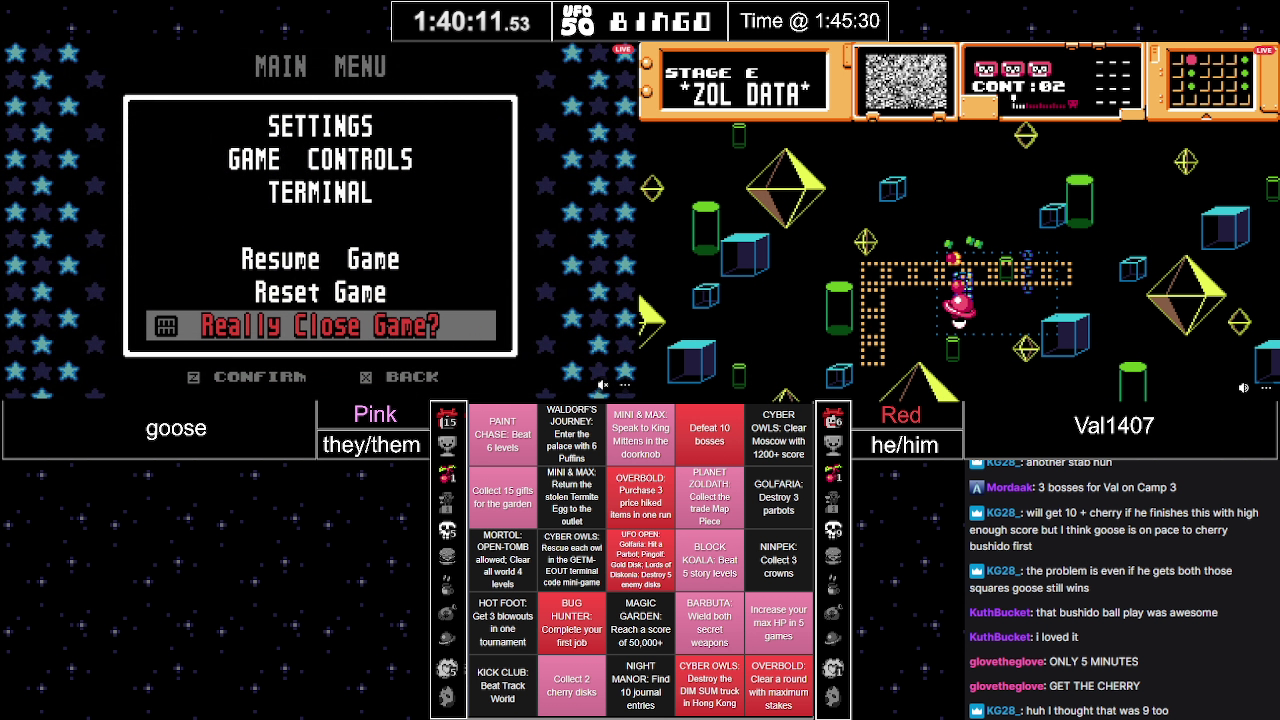 1:40:11.53
UFO 50
BINGO
Time @ 1:45:30
LIVE
MAIN MENU
SETTINGS
GAME CONTROLS
TERMINAL
Resume Game
Reset Game
Really Close Game?
Z CONFIRM X BACK
STAGE E
*ZOL DATA*
CONT:02
LIVE
goose
Pink
they/them
Red
he/him
Val1407
15
1
5
5
6
1
9
1
PAINT
CHASE: Beat
6 levels
WALDORF'S
JOURNEY:
Enter the
palace with 6
Puffins
MINI & MAX:
Speak to King
Mittens in the
doorknob
Defeat 10
bosses
CYBER
OWLS: Clear
Moscow with
1200+ score
Collect 15 gifts
for the garden
MINI & MAX:
Return the
stolen Termite
Egg to the
outlet
OVERBOLD:
Purchase 3
price hiked
items in one run
PLANET
ZOLDATH:
Collect the
trade Map
Piece
GOLFARIA:
Destroy 3
parbots
MORTOL:
OPEN-TOMB
allowed; Clear
all world 4
levels
CYBER OWLS:
Rescue each owl
in the GETM-
EOUT terminal
code mini-game
UFO OPEN:
Golfaria: Hit a
Parbot; Pingolf:
Gold Disk; Lords of
Diskonia: Destroy 5
enemy disks
BLOCK
KOALA: Beat
5 story levels
NINPEK:
Collect 3
crowns
HOT FOOT:
Get 3 blowouts
in one
tournament
BUG
HUNTER:
Complete your
first job
MAGIC
GARDEN:
Reach a score
of 50,000+
BARBUTA:
Wield both
secret
weapons
Increase your
max HP in 5
games
KICK CLUB:
Beat Track
World
Collect 2
cherry disks
NIGHT
MANOR: Find
10 journal
entries
CYBER OWLS:
Destroy the
DIM SUM truck
in Hong Kong
OVERBOLD:
Clear a round
with maximum
stakes
KG28_: another stab nun
Mordaak: 3 bosses for Val on Camp 3
KG28_: will get 10 + cherry if he finishes this with high
enough score but I think goose is on pace to cherry
bushido first
KG28_: the problem is even if he gets both those
squares goose still wins
KuthBucket: that bushido ball play was awesome
KuthBucket: i loved it
glovetheglove: ONLY 5 MINUTES
glovetheglove: GET THE CHERRY
KG28_: huh I thought that was 9 too